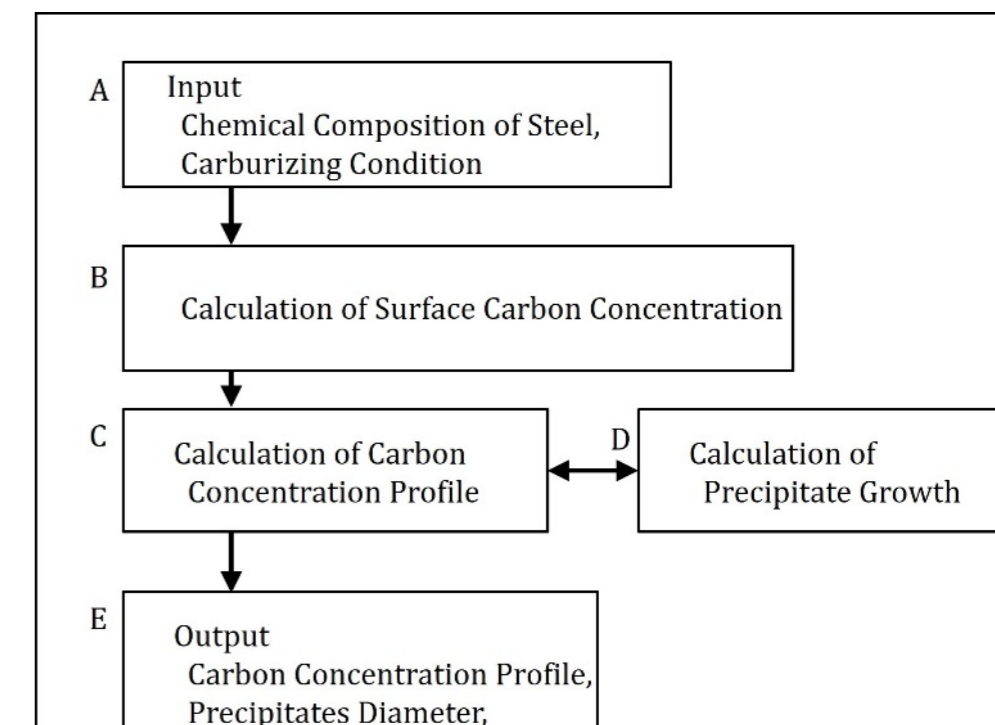 A
Input
Chemical Composition of Steel,
Carburizing Condition
B
Calculation of Surface Carbon Concentration
C
Calculation of Carbon
Concentration Profile
D
Calculation of
Precipitate Growth
E
Output
Carbon Concentration Profile,
Precipitates Diameter,